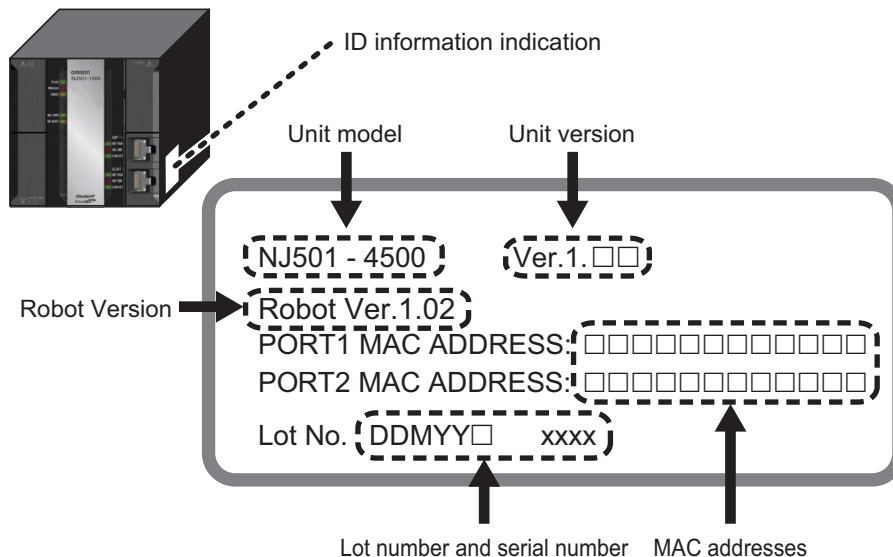 ID information indication
omron
Unit model
Unit version
NJ501 - 4500
Ver.1.□□
Robot Version
Robot Ver.1.02
PORT1 MAC ADDRESS: □□□□□□□□□□□□
PORT2 MAC ADDRESS: □□□□□□□□□□□□
Lot No. DDMYY□ xxxx
Lot number and serial number
MAC addresses